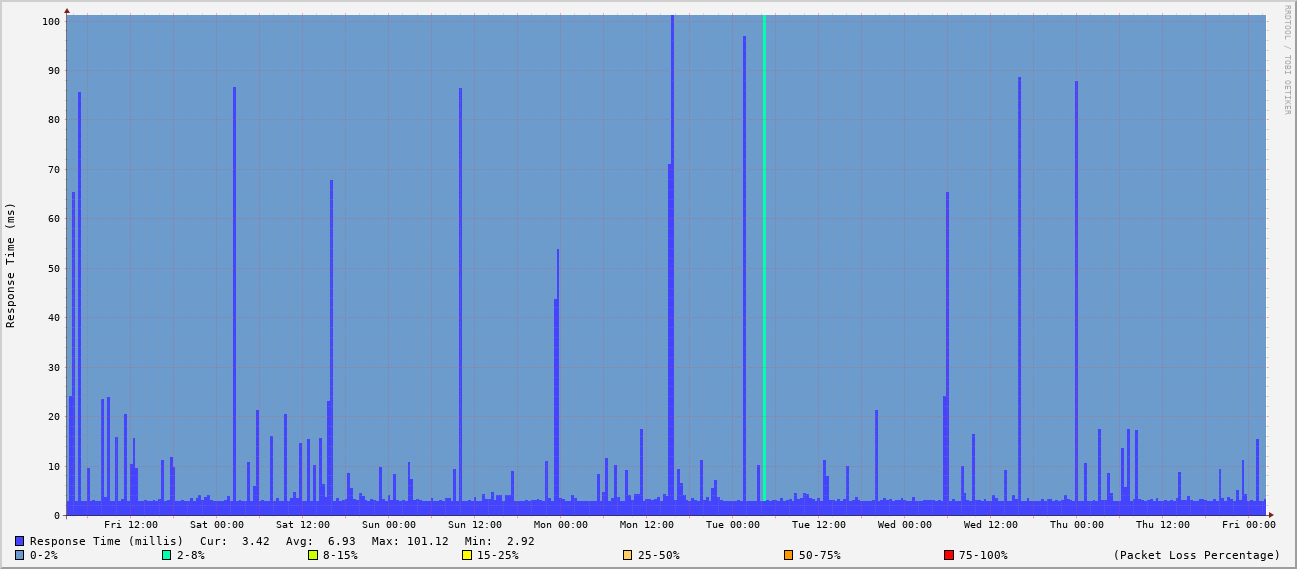 RRDTOOL / TOBI OETIKER
Response Time (ms)
100
90
80
70
60
50
40
30
20
10
0
Fri 12:00 Sat 00:00 Sat 12:00 Sun 00:00 Sun 12:00 Mon 00:00 Mon 12:00 Tue 00:00 Tue 12:00 Wed 00:00 Wed 12:00 Thu 00:00 Thu 12:00 Fri 00:00
Response Time (millis) Cur: 3.42 Avg: 6.93 Max: 101.12 Min: 2.92
0-2% 2-8% 8-15% 15-25% 25-50% 50-75% 75-100% (Packet Loss Percentage)